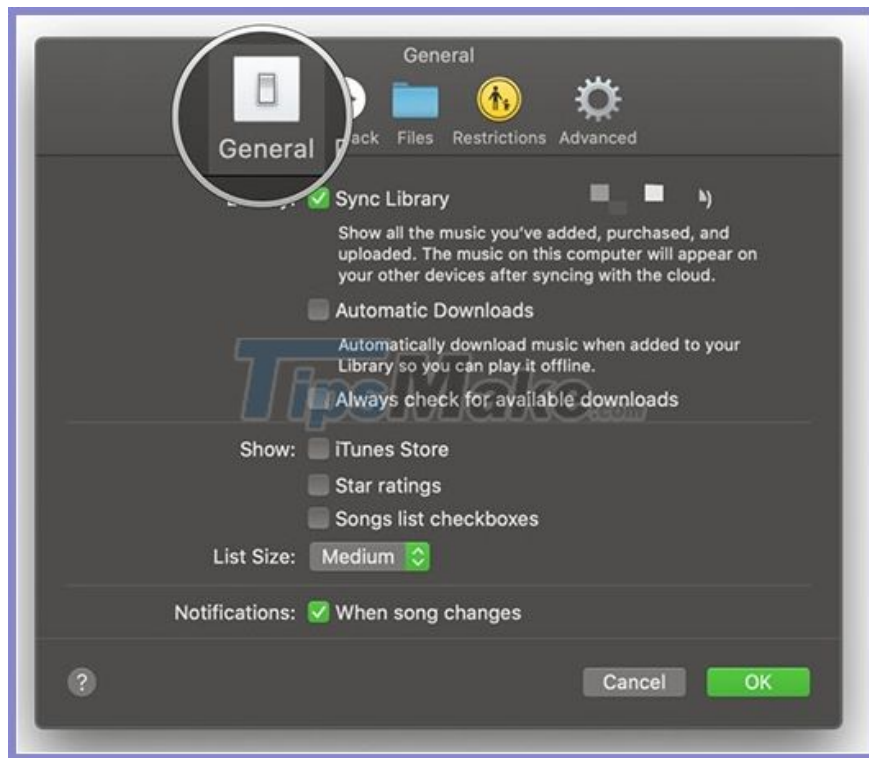 General
General
ack
Files
Restrictions
Advanced
Sync Library
Show all the music you've added, purchased, and
uploaded. The music on this computer will appear on
your other devices after syncing with the cloud.
Automatic Downloads
Automatically download music when added to your
Library so you can play it offline.
TipsMake.com
Always check for available downloads
Show: iTunes Store
Star ratings
Songs list checkboxes
List Size: Medium
Notifications: When song changes
?
Cancel
OK